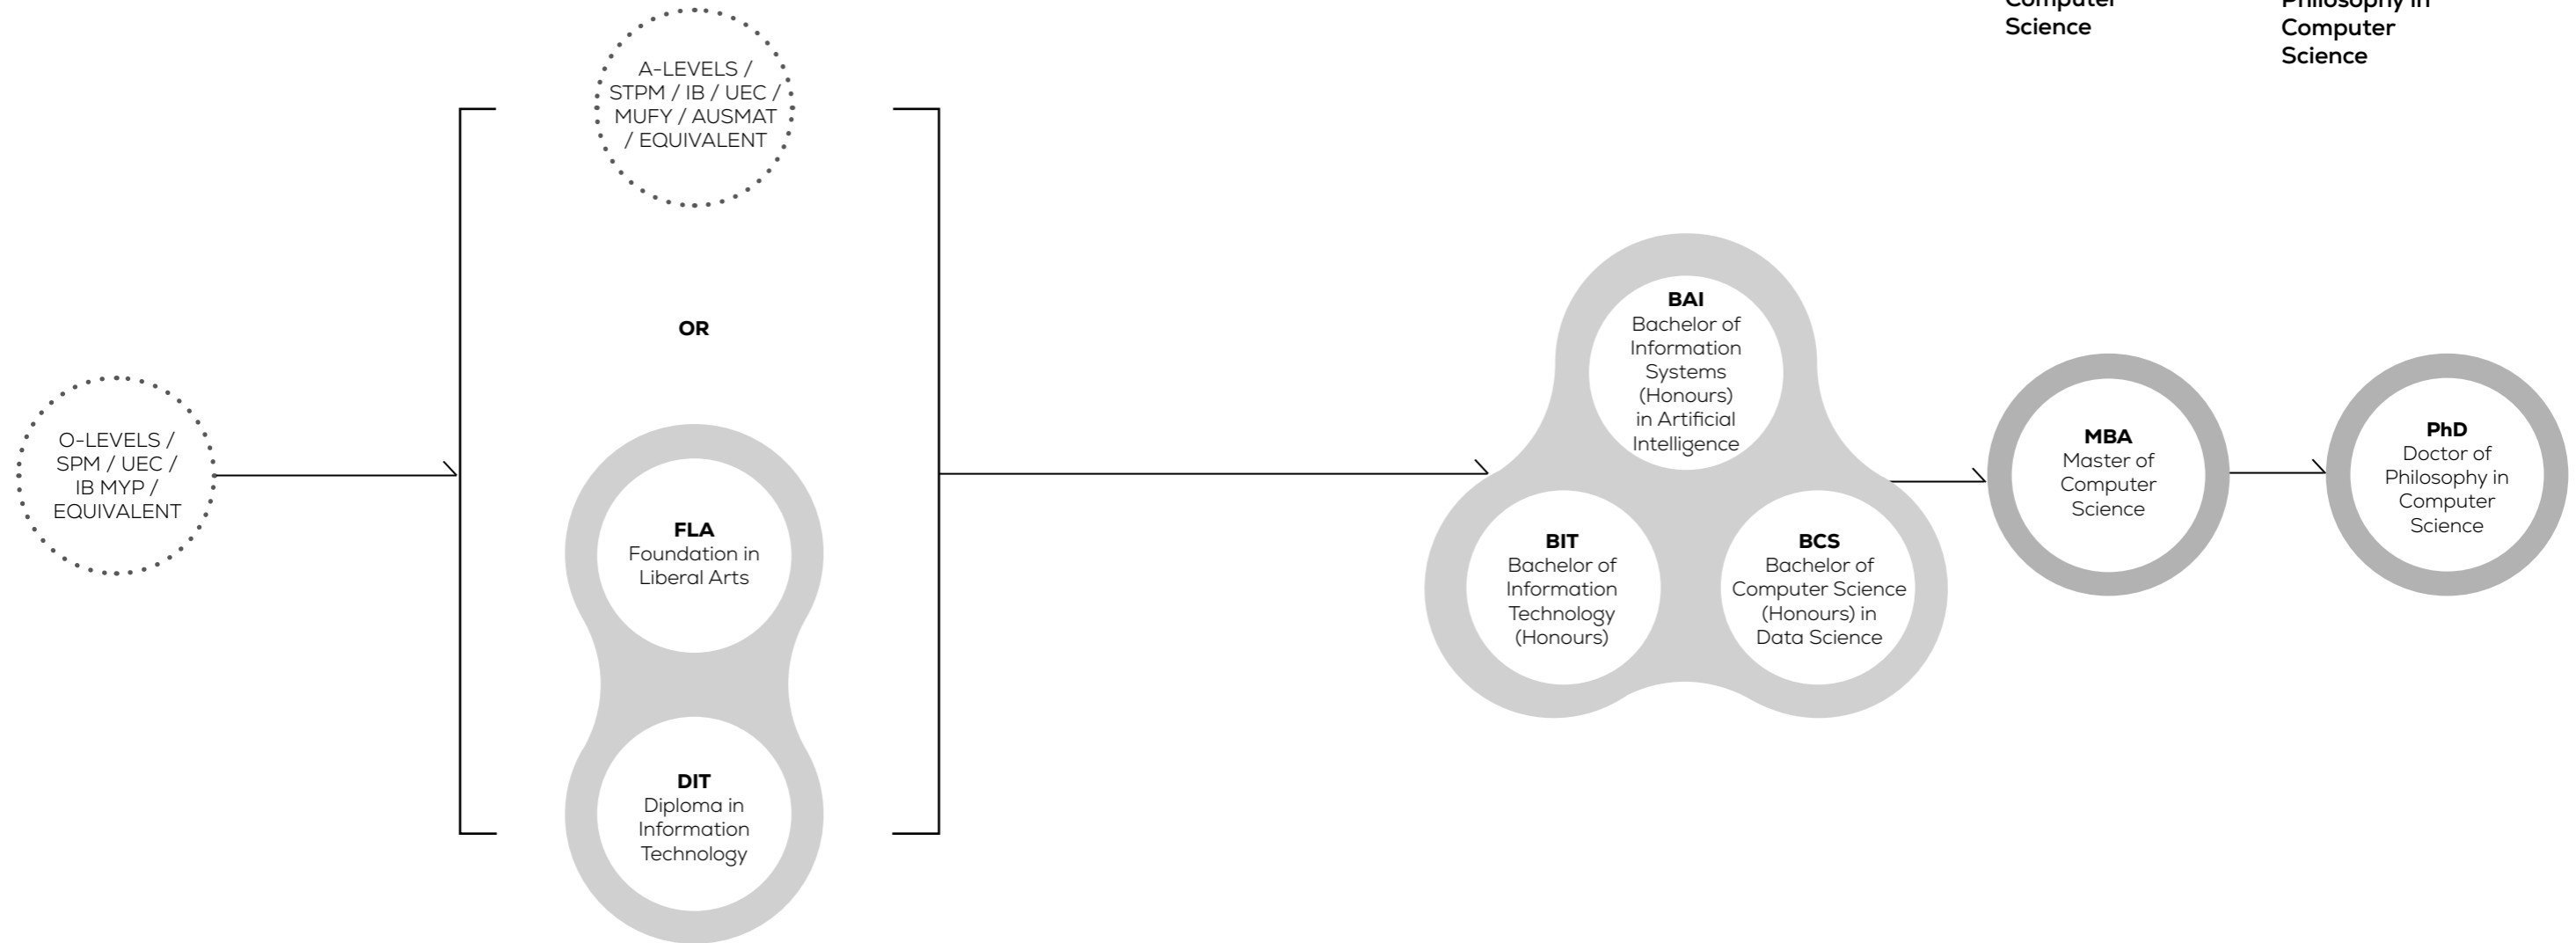 Computer
Science
Philosophy in
Computer
Science
A-LEVELS /
STPM / IB / UEC /
MUFY / AUSMAT
/ EQUIVALENT
OR
O-LEVELS /
SPM / UEC /
IB MYP /
EQUIVALENT
FLA
Foundation in
Liberal Arts
DIT
Diploma in
Information
Technology
BAI
Bachelor of
Information
Systems
(Honours)
in Artificial
Intelligence
BIT
Bachelor of
Information
Technology
(Honours)
BCS
Bachelor of
Computer Science
(Honours) in
Data Science
MBA
Master of
Computer
Science
PhD
Doctor of
Philosophy in
Computer
Science